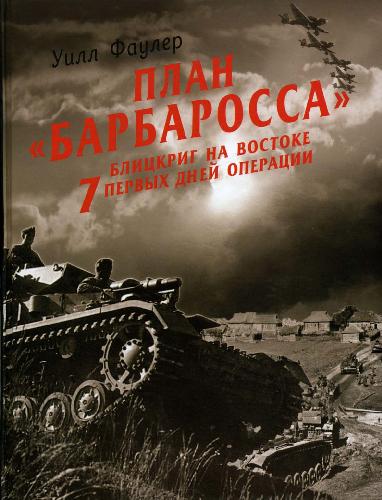 Уилл Фаулер
ПЛАН
«БАРБАРОССА»
БЛИЦКРИГ НА ВОСТОКЕ
7 ПЕРВЫХ ДНЕЙ ОПЕРАЦИИ